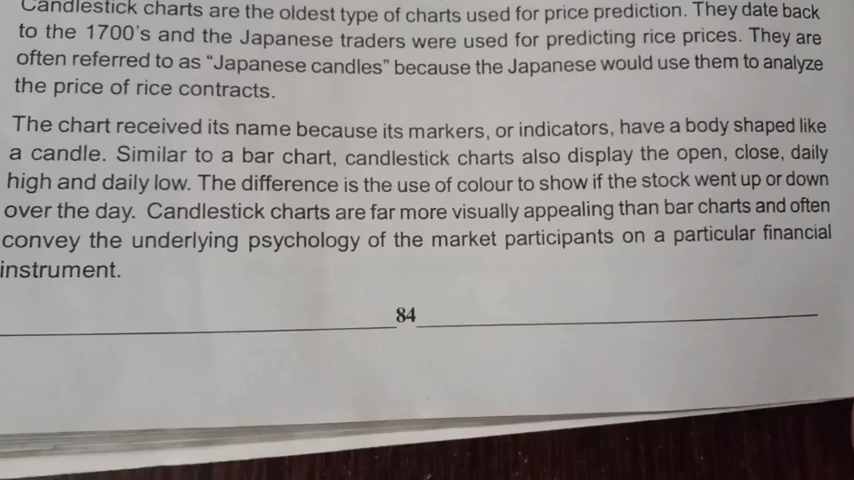 Candlestick charts are the oldest type of charts used for price prediction. They date back
to the 1700's and the Japanese traders were used for predicting rice prices. They are
often referred to as “Japanese candles” because the Japanese would use them to analyze
the price of rice contracts.
The chart received its name because its markers, or indicators, have a body shaped like
a candle. Similar to a bar chart, candlestick charts also display the open, close, daily
high and daily low. The difference is the use of colour to show if the stock went up or down
over the day. Candlestick charts are far more visually appealing than bar charts and often
convey the underlying psychology of the market participants on a particular financial
instrument.
84